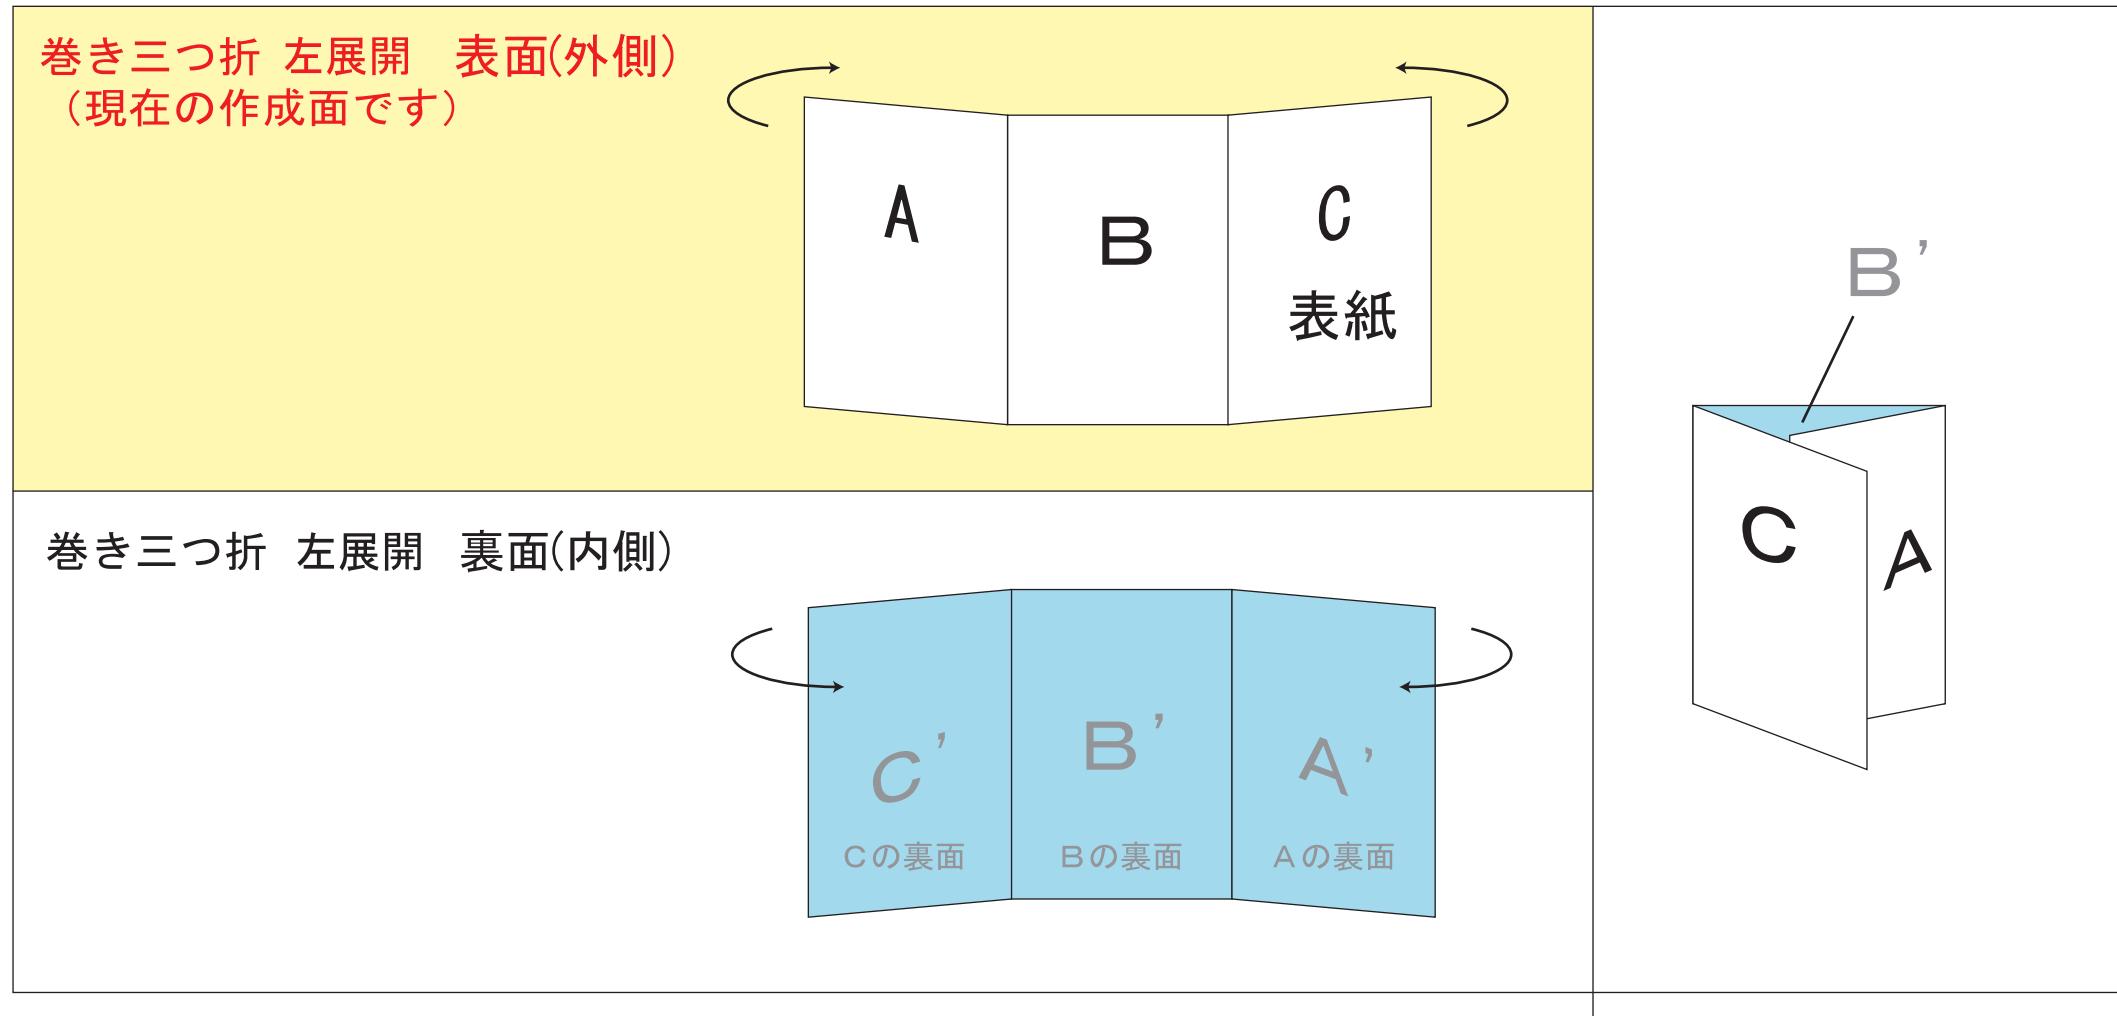 巻き三つ折 左展開 表面(外側)
（現在の作成面です）
A
B
C
表紙
巻き三つ折 左展開 裏面(内側)
C’
B’
A’
Cの裏面
Bの裏面
Aの裏面
B’
C
A